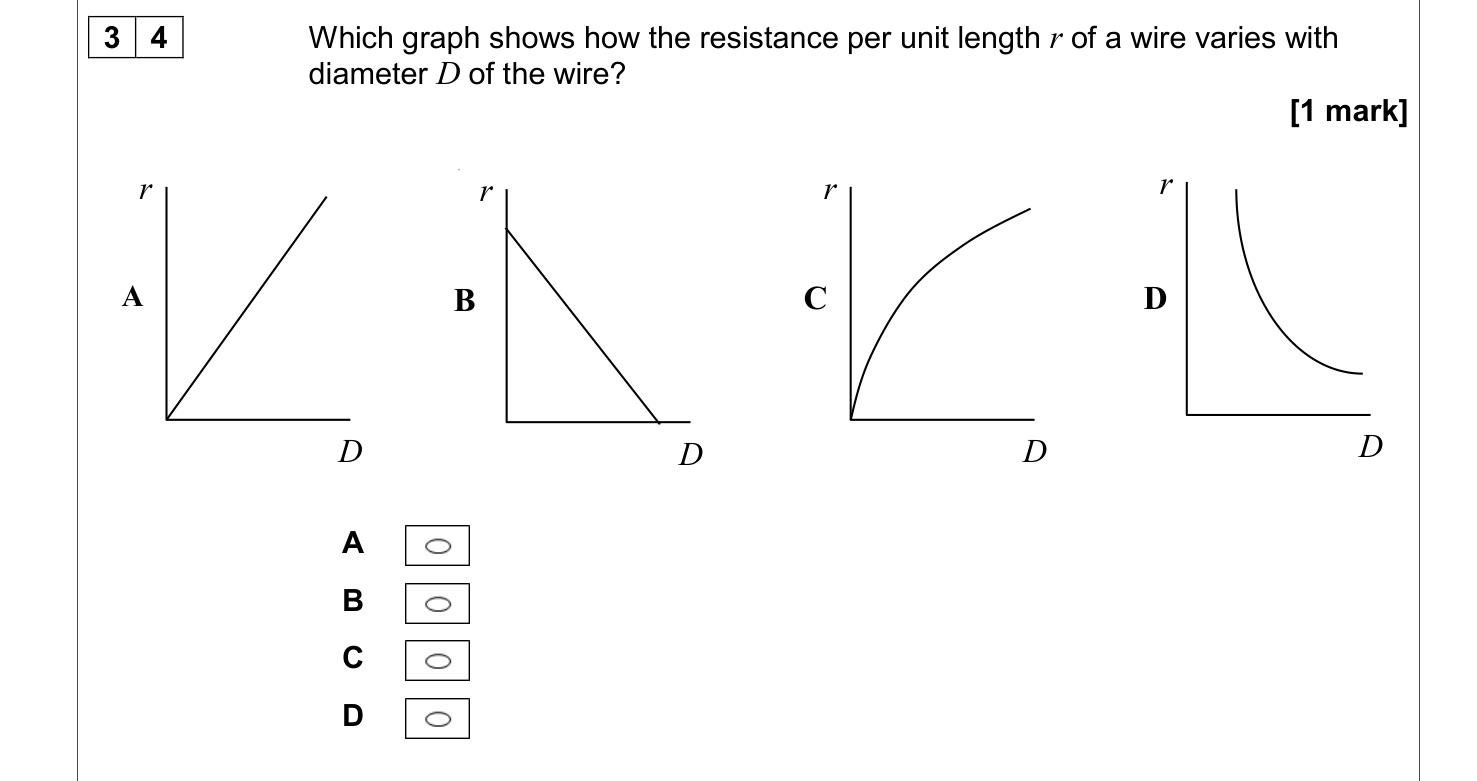 3 4
Which graph shows how the resistance per unit length r of a wire varies with
diameter D of the wire?
[1 mark]
r
r
r
r
A
B
C
D
D
D
D
D
A
B
C
D